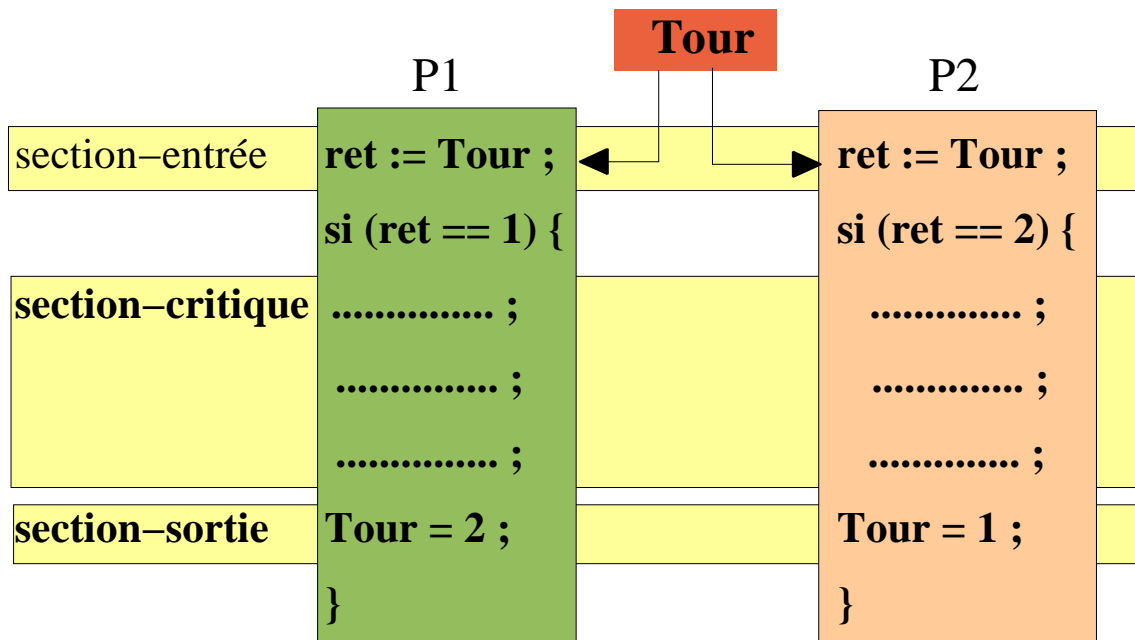 Tour
P1
P2
section−entrée
ret := Tour ;
ret := Tour ;
si (ret == 1) {
si (ret == 2) {
section−critique
............... ;
.............. ;
............... ;
.............. ;
............... ;
.............. ;
section−sortie
Tour = 2 ;
Tour = 1 ;
}
}